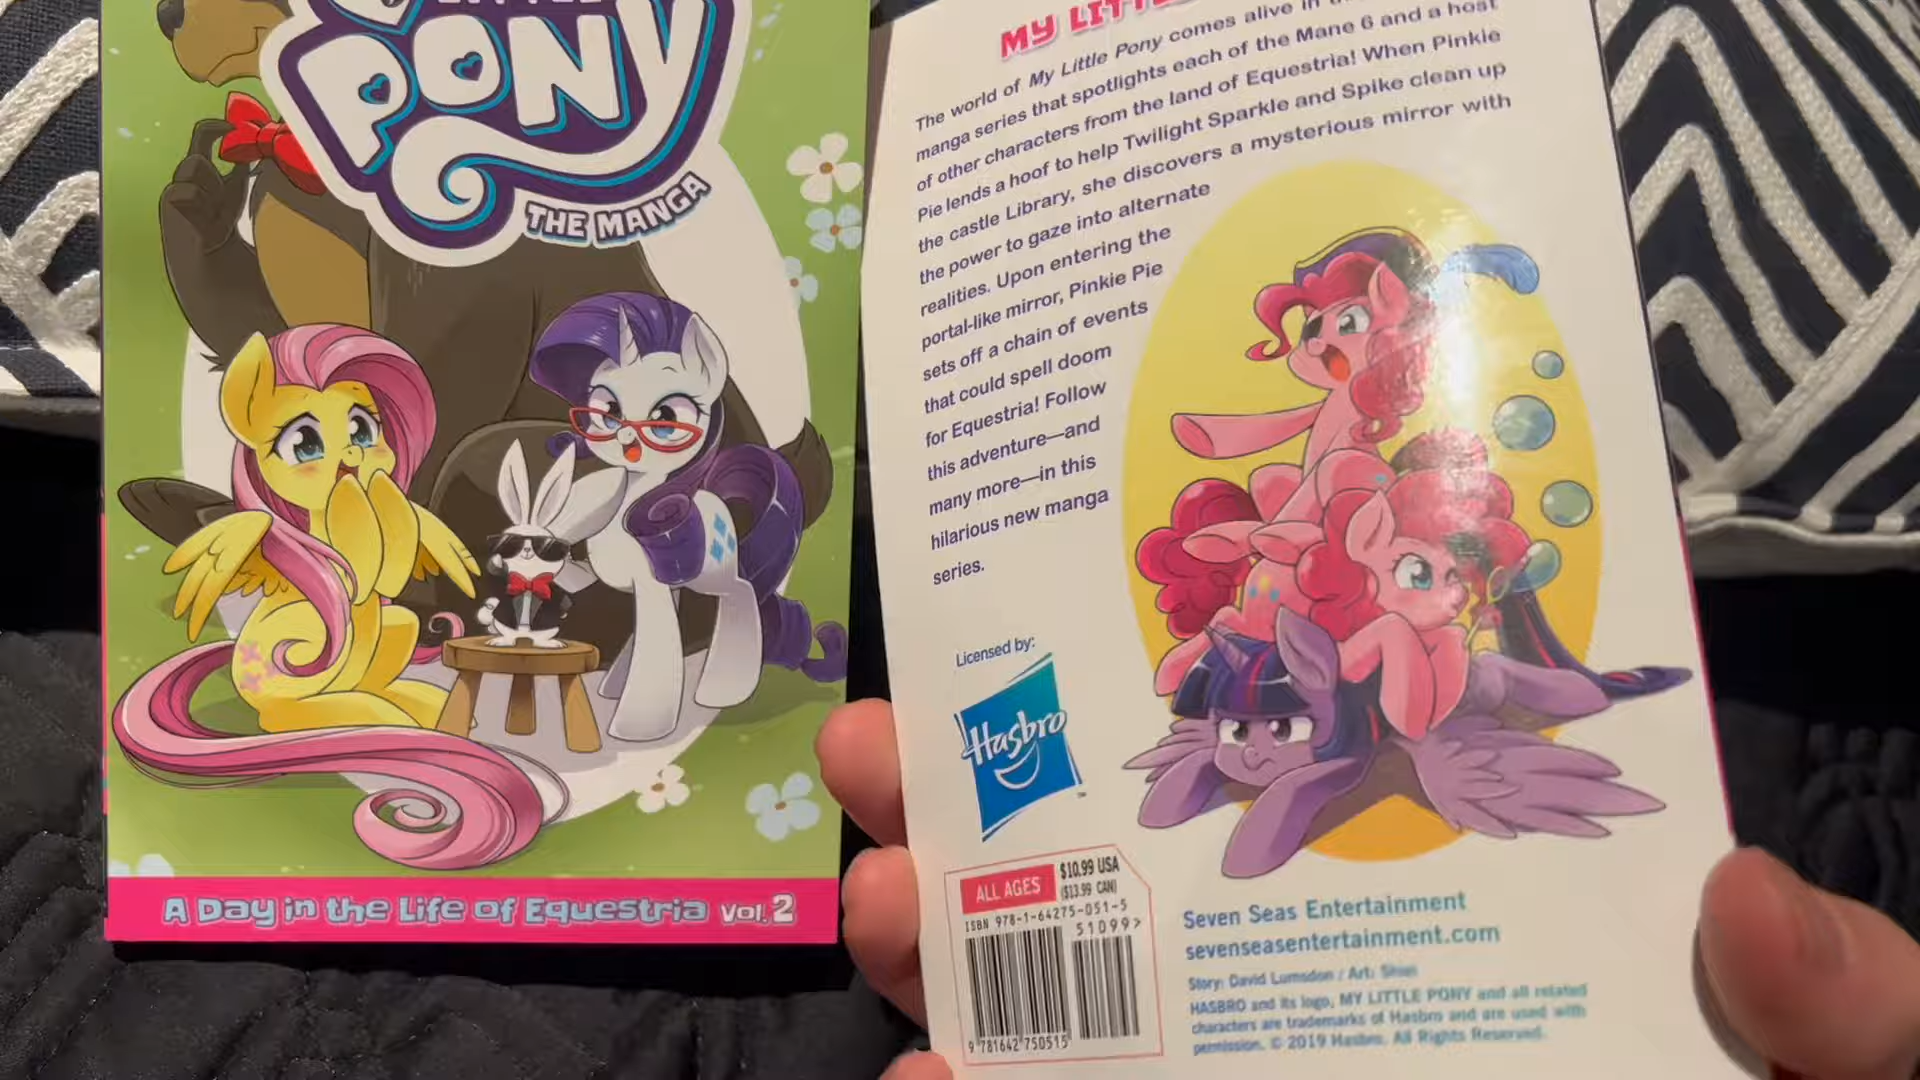 PONY
THE MANGA
A Day in the Life of Equestria Vol. 2
MY LITTLE
The world of My Little Pony comes alive in
manga series that spotlights each of the Mane 6 and a host
of other characters from the land of Equestria! When Pinkie
Pie lends a hoof to help Twilight Sparkle and Spike clean up
the castle Library, she discovers a mysterious mirror with
the power to gaze into alternate
realities. Upon entering the
portal-like mirror, Pinkie Pie
sets off a chain of events
that could spell doom
for Equestria! Follow
this adventure—and
many more—in this
hilarious new manga
series.
Licensed by:
Hasbro
ALL AGES
$10.99 USA
($13.99 CAN)
ISBN 978-1-64275-051-5
51099>
9 781642 750515
Seven Seas Entertainment
sevenseasentertainment.com
Story: David Lumsdon / Art: Shiei
HASBRO and its logo, MY LITTLE PONY and all related
characters are trademarks of Hasbro and are used with
permission. © 2019 Hasbro. All Rights Reserved.